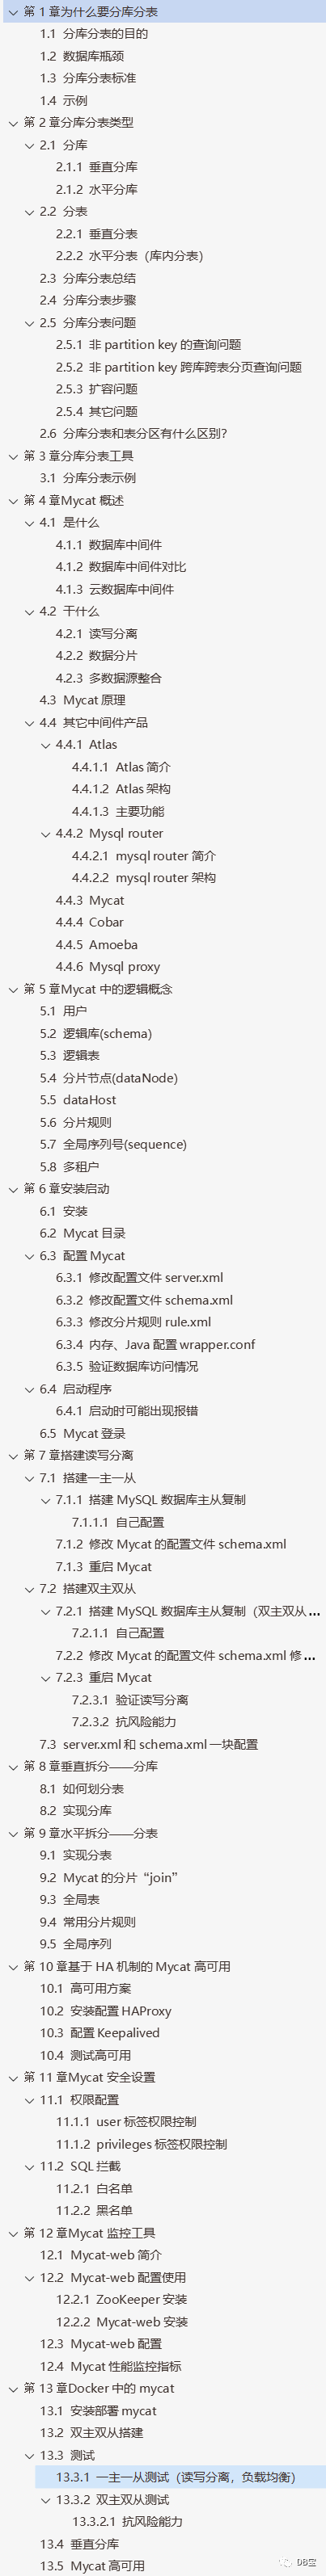 第 1 章为什么要分库分表
1.1 分库分表的目的
1.2 数据库瓶颈
1.3 分库分表标准
1.4 示例
第 2 章分库分表类型
2.1 分库
2.1.1 垂直分库
2.1.2 水平分库
2.2 分表
2.2.1 垂直分表
2.2.2 水平分表（库内分表）
2.3 分库分表总结
2.4 分库分表步骤
2.5 分库分表问题
2.5.1 非 partition key 的查询问题
2.5.2 非 partition key 跨库跨表分页查询问题
2.5.3 扩容问题
2.5.4 其它问题
2.6 分库分表和表分区有什么区别?
第 3 章分库分表工具
3.1 分库分表示例
第 4 章Mycat 概述
4.1 是什么
4.1.1 数据库中间件
4.1.2 数据库中间件对比
4.1.3 云数据库中间件
4.2 干什么
4.2.1 读写分离
4.2.2 数据分片
4.2.3 多数据源整合
4.3 Mycat 原理
4.4 其它中间件产品
4.4.1 Atlas
4.4.1.1 Atlas 简介
4.4.1.2 Atlas 架构
4.4.1.3 主要功能
4.4.2 Mysql router
4.4.2.1 mysql router 简介
4.4.2.2 mysql router 架构
4.4.3 Mycat
4.4.4 Cobar
4.4.5 Amoeba
4.4.6 Mysql proxy
第 5 章Mycat 中的逻辑概念
5.1 用户
5.2 逻辑库(schema)
5.3 逻辑表
5.4 分片节点(dataNode)
5.5 dataHost
5.6 分片规则
5.7 全局序列号(sequence)
5.8 多租户
第 6 章安装启动
6.1 安装
6.2 Mycat 目录
6.3 配置 Mycat
6.3.1 修改配置文件 server.xml
6.3.2 修改配置文件 schema.xml
6.3.3 修改分片规则 rule.xml
6.3.4 内存、Java 配置 wrapper.conf
6.3.5 验证数据库访问情况
6.4 启动程序
6.4.1 启动时可能出现报错
6.5 Mycat 登录
第 7 章搭建读写分离
7.1 搭建一主一从
7.1.1 搭建 MySQL 数据库主从复制
7.1.1.1 自己配置
7.1.2 修改 Mycat 的配置文件 schema.xml
7.1.3 重启 Mycat
7.2 搭建双主双从
7.2.1 搭建 MySQL 数据库主从复制（双主双从 ...
7.2.1.1 自己配置
7.2.2 修改 Mycat 的配置文件 schema.xml 修 ...
7.2.3 重启 Mycat
7.2.3.1 验证读写分离
7.2.3.2 抗风险能力
7.3 server.xml 和 schema.xml 一块配置
第 8 章垂直拆分——分库
8.1 如何划分表
8.2 实现分库
第 9 章水平拆分——分表
9.1 实现分表
9.2 Mycat 的分片“join”
9.3 全局表
9.4 常用分片规则
9.5 全局序列
第 10 章基于 HA 机制的 Mycat 高可用
10.1 高可用方案
10.2 安装配置 HAProxy
10.3 配置 Keepalived
10.4 测试高可用
第 11 章Mycat 安全设置
11.1 权限配置
11.1.1 user 标签权限控制
11.1.2 privileges 标签权限控制
11.2 SQL 拦截
11.2.1 白名单
11.2.2 黑名单
第 12 章Mycat 监控工具
12.1 Mycat-web 简介
12.2 Mycat-web 配置使用
12.2.1 ZooKeeper 安装
12.2.2 Mycat-web 安装
12.3 Mycat-web 配置
12.4 Mycat 性能监控指标
第 13 章Docker 中的 mycat
13.1 安装部署 mycat
13.2 双主双从搭建
13.3 测试
13.3.1 一主一从测试（读写分离，负载均衡）
13.3.2 双主双从测试
13.3.2.1 抗风险能力
13.4 垂直分库
13.5 Mycat 高可用
DB宝